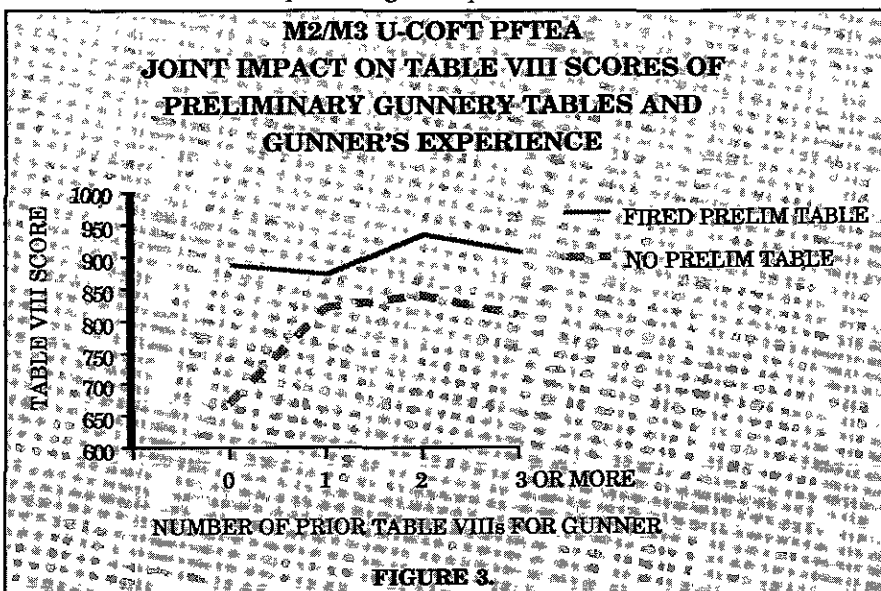 M2/M3 U-COFT PFTEA
JOINT IMPACT ON TABLE VIII SCORES OF
PRELIMINARY GUNNERY TABLES AND
GUNNER'S EXPERIENCE
TABLE VIII SCORE
1000
950
900
850
800
750
700
650
600
FIRED PRELIM TABLE
NO PRELIM TABLE
0 1 2 3 OR MORE
NUMBER OF PRIOR TABLE VIIIs FOR GUNNER
FIGURE 3.